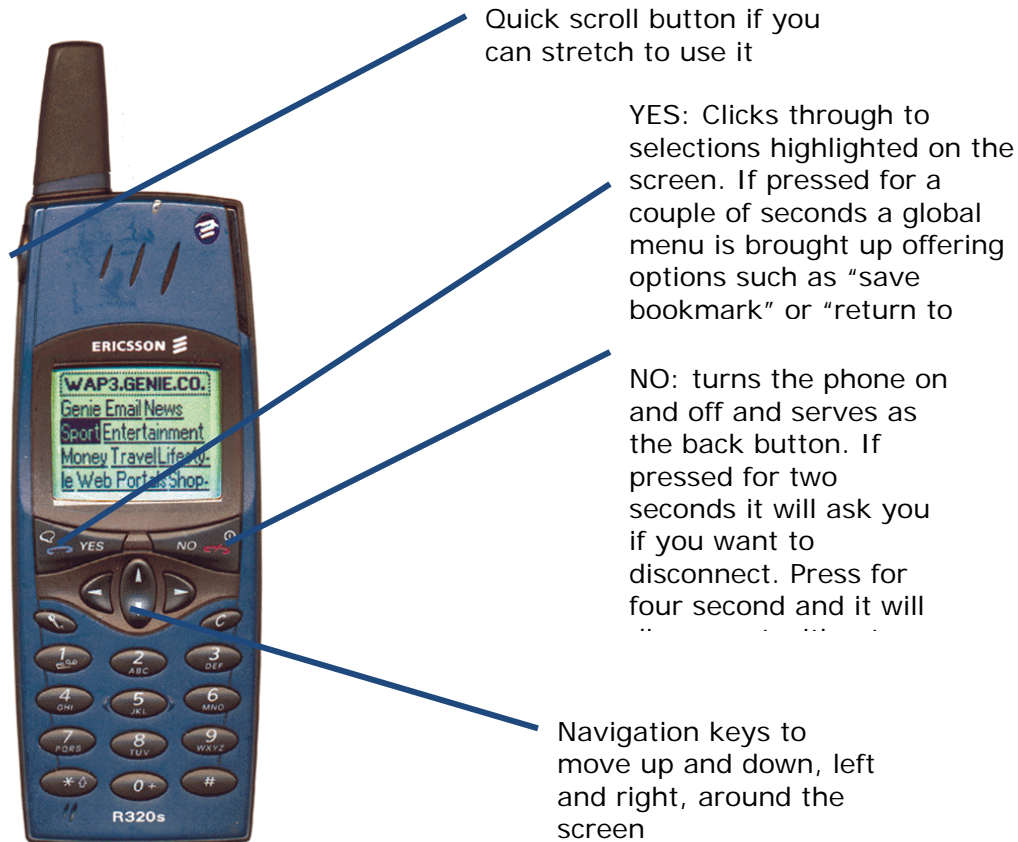 Quick scroll button if you
can stretch to use it
YES: Clicks through to
selections highlighted on the
screen. If pressed for a
couple of seconds a global
menu is brought up offering
options such as “save
bookmark” or “return to
NO: turns the phone on
and off and serves as
the back button. If
pressed for two
seconds it will ask you
if you want to
disconnect. Press for
four second and it will
Navigation keys to
move up and down, left
and right, around the
screen
ERICSSON
WAP3.GENIE.CO.
Genie Email News
Sport Entertainment
Money Travel Lifesty-
le Web Portals Shop-
YES NO
C
1 2 ABC 3 DEF
4 GHI 5 JKL 6 MNO
7 PQRS 8 TUV 9 WXYZ
* 0+ #
R320s